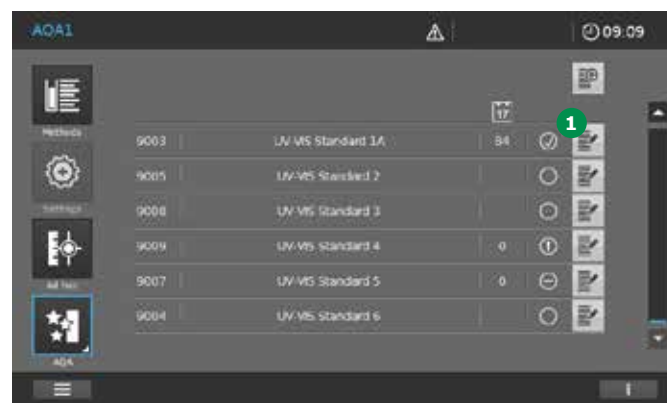 AQA1 09:09
17
1
Methods
9003 UV-VIS Standard 1A 84
9005 UV-VIS Standard 2
Settings
9008 UV-VIS Standard 3
9009 UV-VIS Standard 4 0
Ad hoc
9007 UV-VIS Standard 5 0
9004 UV-VIS Standard 6
AQA